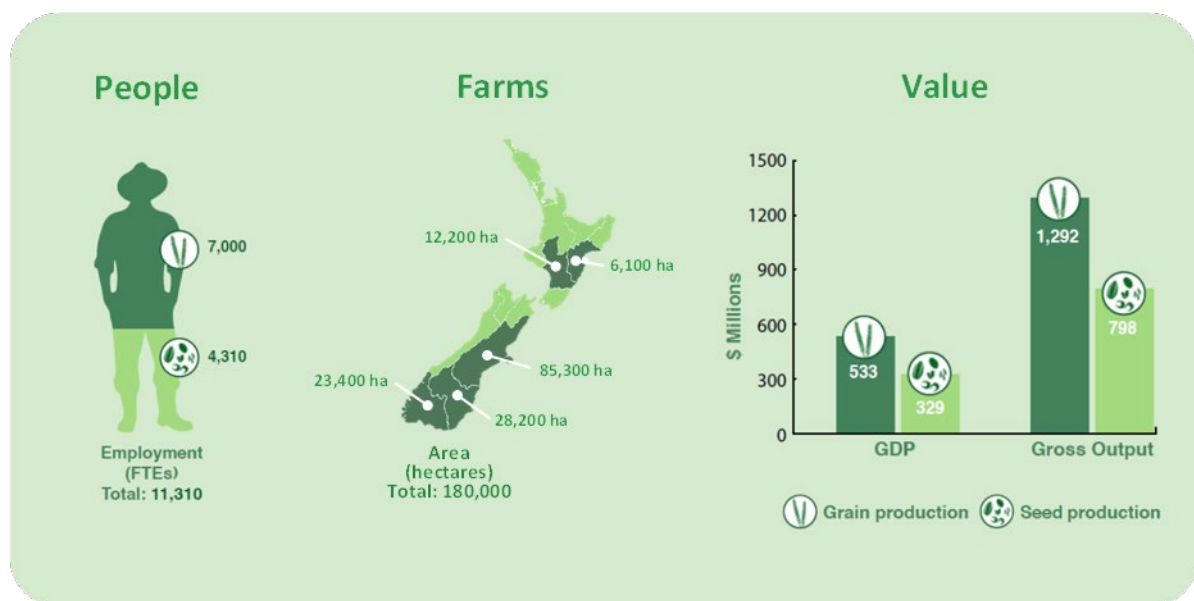 People
7,000
4,310
Employment
(FTEs)
Total: 11,310
Farms
12,200 ha
6,100 ha
85,300 ha
23,400 ha
28,200 ha
Area
(hectares)
Total: 180,000
Value
$ Millions
1500
1200
900
600
300
0
533
329
1,292
798
GDP
Gross Output
Grain production
Seed production